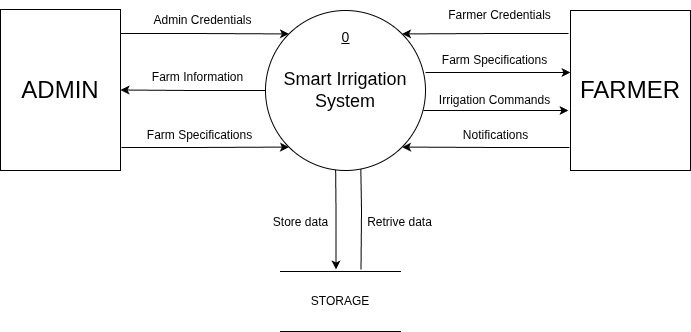 Admin Credentials
Farmer Credentials
0
Farm Specifications
Farm Information
Smart Irrigation
System
ADMIN
FARMER
Irrigation Commands
Farm Specifications
Notifications
Store data
Retrive data
STORAGE